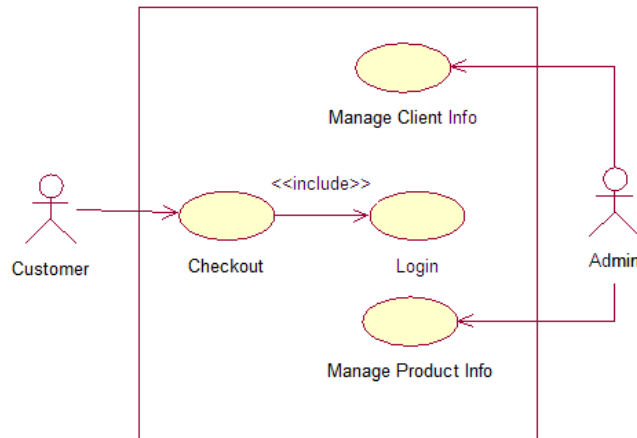 Manage Client Info
<<include>>
Customer
Checkout
Login
Admin
Manage Product Info